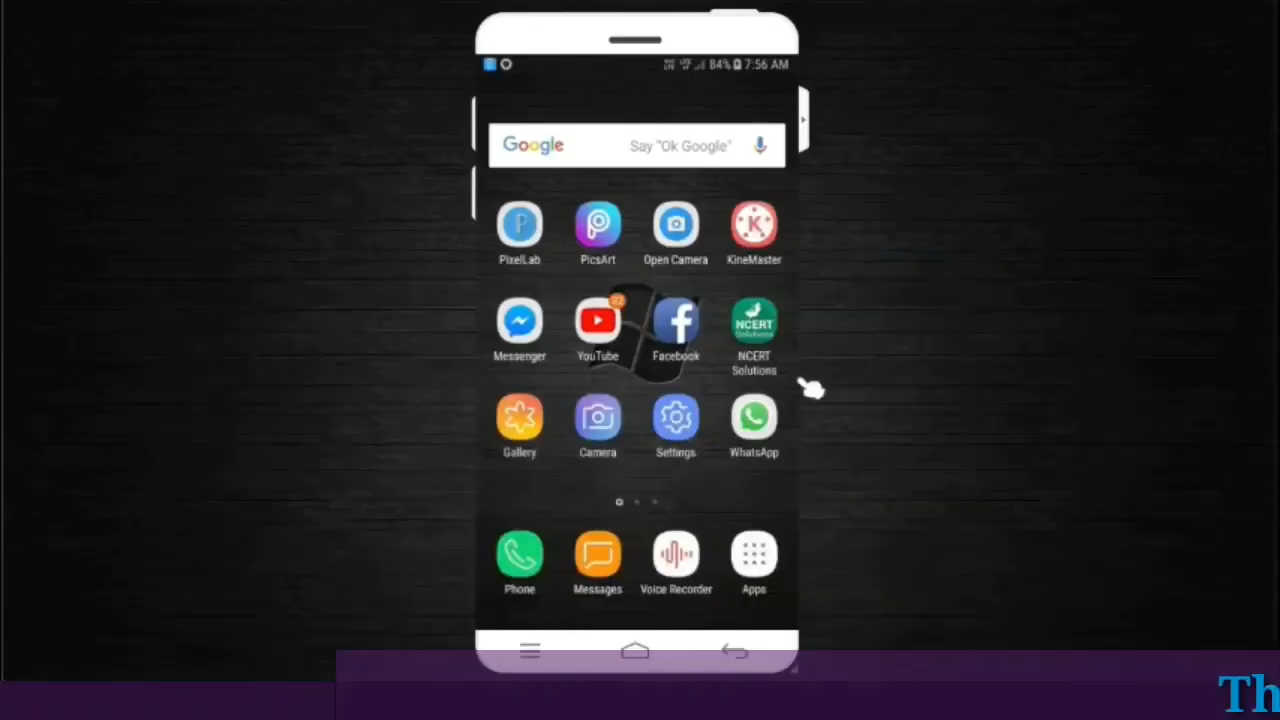 84% 7:56 AM
Google Say "Ok Google"
PixelLab PicsArt Open Camera KineMaster
NCERT
Solutions
Messenger YouTube Facebook NCERT Solutions
Gallery Camera Settings WhatsApp
Phone Messages Voice Recorder Apps
Th